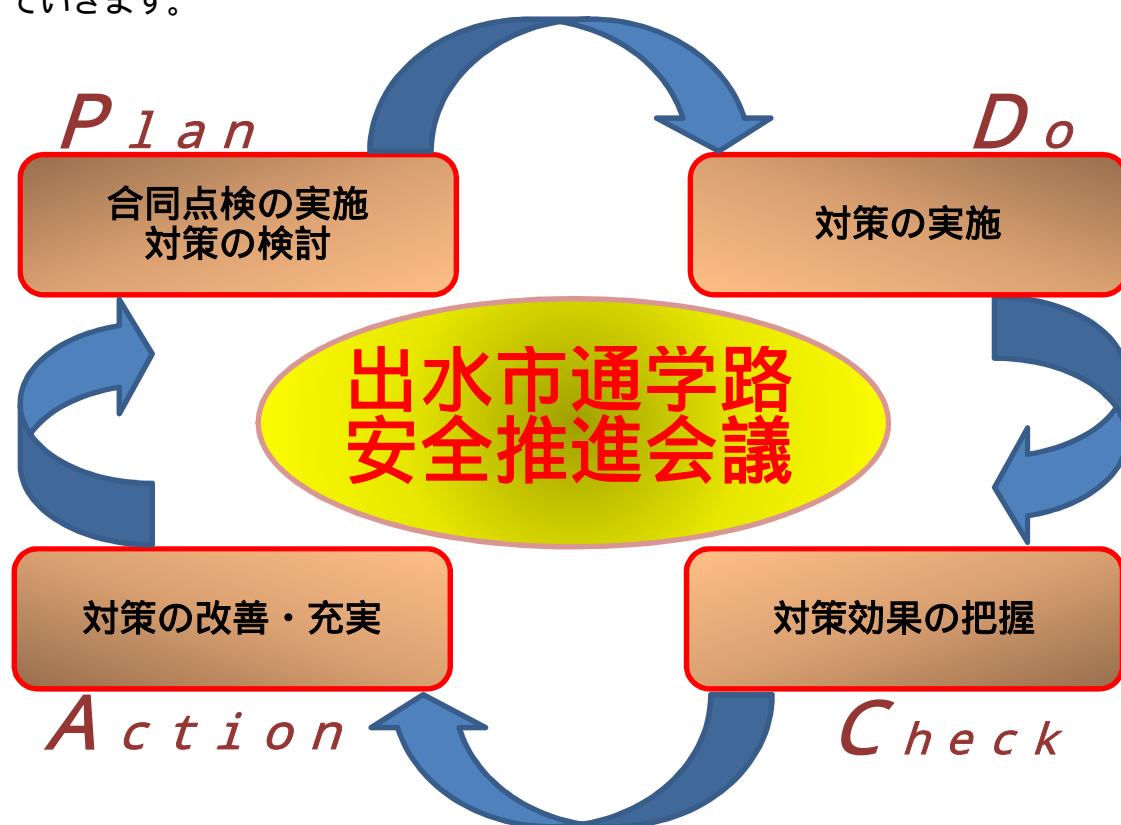 ていきます。
Plan
Do
合同点検の実施
対策の検討
対策の実施
出水市通学路
安全推進会議
対策の改善・充実
対策効果の把握
Action
Check